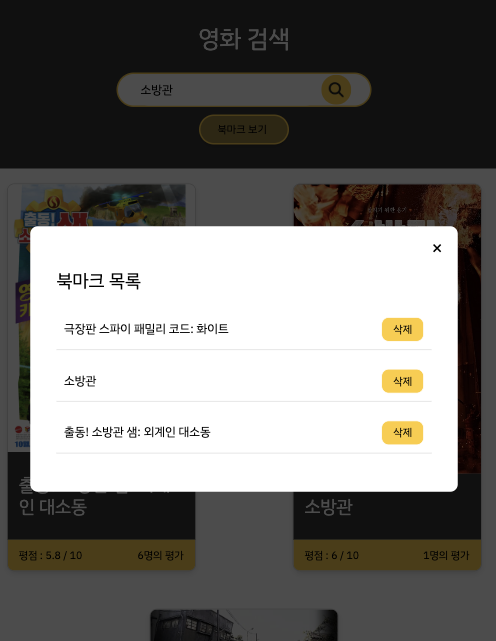 영화 검색
소방관
북마크 보기
출동!
북마크 목록
극장판 스파이 패밀리 코드: 화이트
삭제
소방관
삭제
출동! 소방관 샘: 외계인 대소동
삭제
인 대소동
소방관
평점 : 5.8 / 10
6명의 평가
평점 : 6 / 10
1명의 평가